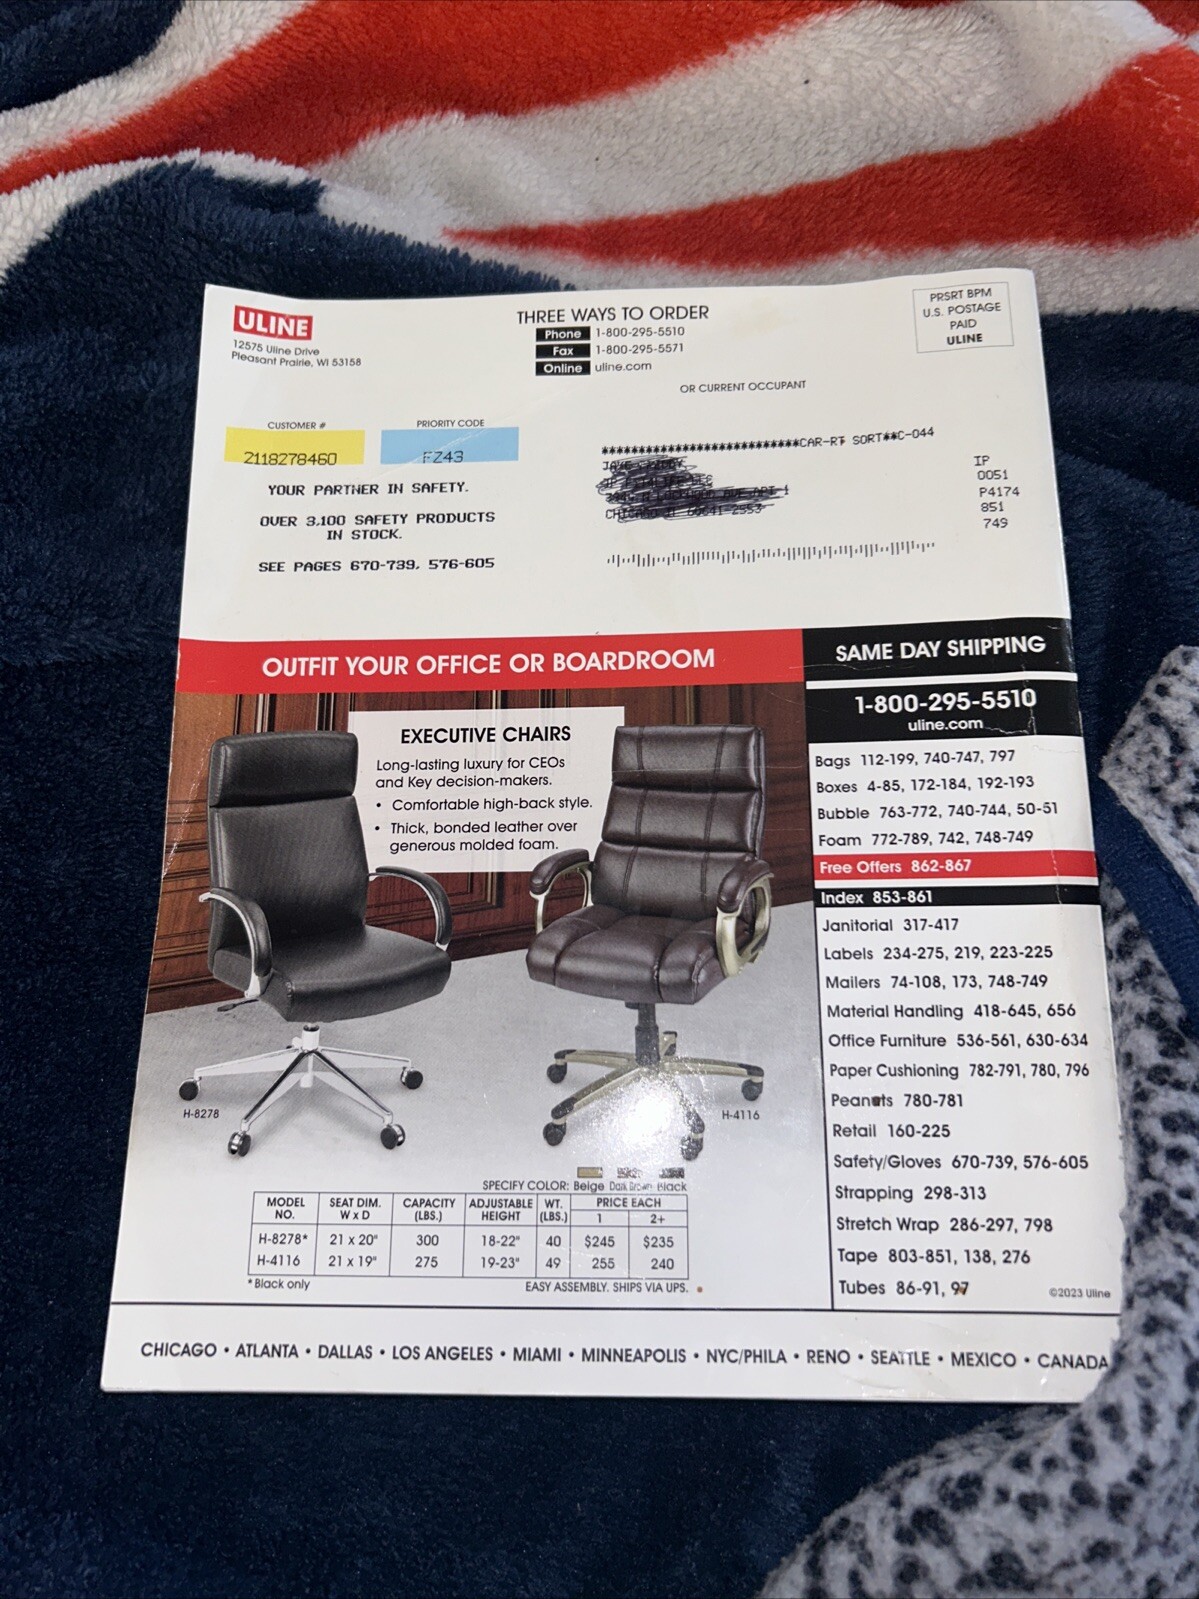 ULINE
12575 Uline Drive
Pleasant Prairie, WI 53158
THREE WAYS TO ORDER
Phone 1-800-295-5510
Fax 1-800-295-5571
Online uline.com
PRSRT BPM
U.S. POSTAGE
PAID
ULINE
OR CURRENT OCCUPANT
CUSTOMER #
2118278460
PRIORITY CODE
FZ43
YOUR PARTNER IN SAFETY.
OVER 3,100 SAFETY PRODUCTS
IN STOCK.
SEE PAGES 670-739, 576-605
CAR-RT SORT**C-044
IP
0051
P4174
851
749
OUTFIT YOUR OFFICE OR BOARDROOM
EXECUTIVE CHAIRS
Long-lasting luxury for CEOs
and Key decision-makers.
• Comfortable high-back style.
• Thick, bonded leather over
generous molded foam.
H-8278
H-4116
SPECIFY COLOR: Beige Dark Brown Black
MODEL NO. SEAT DIM. W x D CAPACITY (LBS.) ADJUSTABLE HEIGHT WT. (LBS.) PRICE EACH
1 2+
H-8278* 21 x 20" 300 18-22" 40 $245 $235
H-4116 21 x 19" 275 19-23" 49 255 240
*Black only
EASY ASSEMBLY. SHIPS VIA UPS.
SAME DAY SHIPPING
1-800-295-5510
uline.com
Bags 112-199, 740-747, 797
Boxes 4-85, 172-184, 192-193
Bubble 763-772, 740-744, 50-51
Foam 772-789, 742, 748-749
Free Offers 862-867
Index 853-861
Janitorial 317-417
Labels 234-275, 219, 223-225
Mailers 74-108, 173, 748-749
Material Handling 418-645, 656
Office Furniture 536-561, 630-634
Paper Cushioning 782-791, 780, 796
Peanuts 780-781
Retail 160-225
Safety/Gloves 670-739, 576-605
Strapping 298-313
Stretch Wrap 286-297, 798
Tape 803-851, 138, 276
Tubes 86-91, 97
©2023 Uline
CHICAGO • ATLANTA • DALLAS • LOS ANGELES • MIAMI • MINNEAPOLIS • NYC/PHILA • RENO • SEATTLE • MEXICO • CANADA